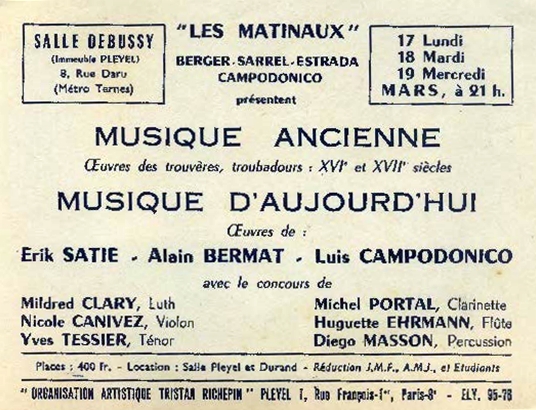 SALLE DEBUSSY
(Immeuble PLEYEL)
8, Rue Daru
(Métro Ternes)
"LES MATINAUX"
BERGER-SARREL-ESTRADA
CAMPODONICO
présentent
17 Lundi
18 Mardi
19 Mercredi
MARS, à 21 h.
MUSIQUE ANCIENNE
Œuvres des trouvères, troubadours : XVIe et XVIIe siècles
MUSIQUE D'AUJOURD'HUI
Œuvres de :
Erik SATIE - Alain BERMAT - Luis CAMPODONICO
avec le concours de
Mildred CLARY, Luth
Nicole CANIVEZ, Violon
Yves TESSIER, Ténor
Michel PORTAL, Clarinette
Huguette EHRMANN, Flûte
Diego MASSON, Percussion
Places : 400 Fr. - Location : Salle Pleyel et Durand - Réduction J.M.F., A.M.J., et Etudiants
"ORGANISATION ARTISTIQUE TRISTAN RICHEPIN" PLEYEL I, Rue François-1er, Paris-8e - ELY. 95-78